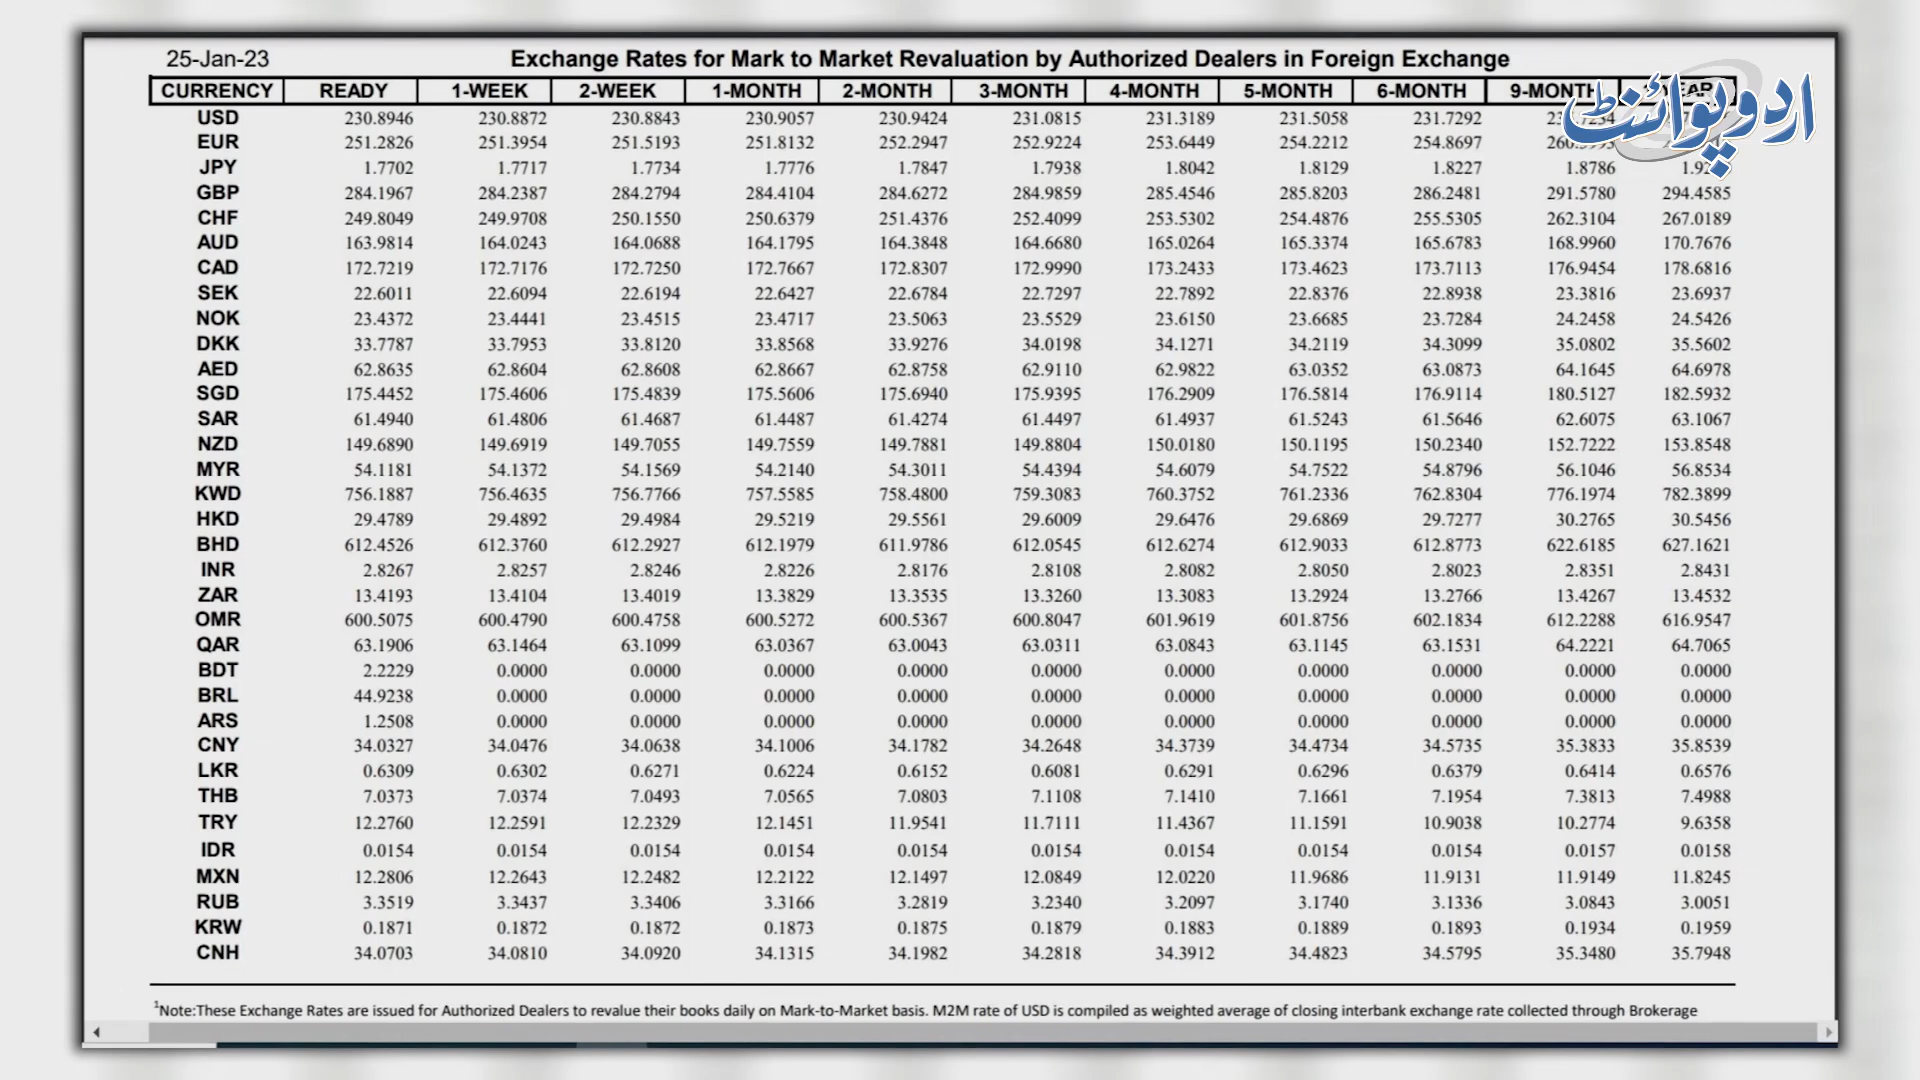 25-Jan-23 Exchange Rates for Mark to Market Revaluation by Authorized Dealers in Foreign Exchange
CURRENCY READY 1-WEEK 2-WEEK 1-MONTH 2-MONTH 3-MONTH 4-MONTH 5-MONTH 6-MONTH 9-MONTH
اردو پوائنٹ
USD 230.8946 230.8872 230.8843 230.9057 230.9424 231.0815 231.3189 231.5058 231.7292
EUR 251.2826 251.3954 251.5193 251.8132 252.2947 252.9224 253.6449 254.2212 254.8697
JPY 1.7702 1.7717 1.7734 1.7776 1.7847 1.7938 1.8042 1.8129 1.8227 1.8786
GBP 284.1967 284.2387 284.2794 284.4104 284.6272 284.9859 285.4546 285.8203 286.2481 291.5780 294.4585
CHF 249.8049 249.9708 250.1550 250.6379 251.4376 252.4099 253.5302 254.4876 255.5305 262.3104 267.0189
AUD 163.9814 164.0243 164.0688 164.1795 164.3848 164.6680 165.0264 165.3374 165.6783 168.9960 170.7676
CAD 172.7219 172.7176 172.7250 172.7667 172.8307 172.9990 173.2433 173.4623 173.7113 176.9454 178.6816
SEK 22.6011 22.6094 22.6194 22.6427 22.6784 22.7297 22.7892 22.8376 22.8938 23.3816 23.6937
NOK 23.4372 23.4441 23.4515 23.4717 23.5063 23.5529 23.6150 23.6685 23.7284 24.2458 24.5426
DKK 33.7787 33.7953 33.8120 33.8568 33.9276 34.0198 34.1271 34.2119 34.3099 35.0802 35.5602
AED 62.8635 62.8604 62.8608 62.8667 62.8758 62.9110 62.9822 63.0352 63.0873 64.1645 64.6978
SGD 175.4452 175.4606 175.4839 175.5606 175.6940 175.9395 176.2909 176.5814 176.9114 180.5127 182.5932
SAR 61.4940 61.4806 61.4687 61.4487 61.4274 61.4497 61.4937 61.5243 61.5646 62.6075 63.1067
NZD 149.6890 149.6919 149.7055 149.7559 149.7881 149.8804 150.0180 150.1195 150.2340 152.7222 153.8548
MYR 54.1181 54.1372 54.1569 54.2140 54.3011 54.4394 54.6079 54.7522 54.8796 56.1046 56.8534
KWD 756.1887 756.4635 756.7766 757.5585 758.4800 759.3083 760.3752 761.2336 762.8304 776.1974 782.3899
HKD 29.4789 29.4892 29.4984 29.5219 29.5561 29.6009 29.6476 29.6869 29.7277 30.2765 30.5456
BHD 612.4526 612.3760 612.2927 612.1979 611.9786 612.0545 612.6274 612.9033 612.8773 622.6185 627.1621
INR 2.8267 2.8257 2.8246 2.8226 2.8176 2.8108 2.8082 2.8050 2.8023 2.8351 2.8431
ZAR 13.4193 13.4104 13.4019 13.3829 13.3535 13.3260 13.3083 13.2924 13.2766 13.4267 13.4532
OMR 600.5075 600.4790 600.4758 600.5272 600.5367 600.8047 601.9619 601.8756 602.1834 612.2288 616.9547
QAR 63.1906 63.1464 63.1099 63.0367 63.0043 63.0311 63.0843 63.1145 63.1531 64.2221 64.7065
BDT 2.2229 0.0000 0.0000 0.0000 0.0000 0.0000 0.0000 0.0000 0.0000 0.0000 0.0000
BRL 44.9238 0.0000 0.0000 0.0000 0.0000 0.0000 0.0000 0.0000 0.0000 0.0000 0.0000
ARS 1.2508 0.0000 0.0000 0.0000 0.0000 0.0000 0.0000 0.0000 0.0000 0.0000 0.0000
CNY 34.0327 34.0476 34.0638 34.1006 34.1782 34.2648 34.3739 34.4734 34.5735 35.3833 35.8539
LKR 0.6309 0.6302 0.6271 0.6224 0.6152 0.6081 0.6291 0.6296 0.6379 0.6414 0.6576
THB 7.0373 7.0374 7.0493 7.0565 7.0803 7.1108 7.1410 7.1661 7.1954 7.3813 7.4988
TRY 12.2760 12.2591 12.2329 12.1451 11.9541 11.7111 11.4367 11.1591 10.9038 10.2774 9.6358
IDR 0.0154 0.0154 0.0154 0.0154 0.0154 0.0154 0.0154 0.0154 0.0154 0.0157 0.0158
MXN 12.2806 12.2643 12.2482 12.2122 12.1497 12.0849 12.0220 11.9686 11.9131 11.9149 11.8245
RUB 3.3519 3.3437 3.3406 3.3166 3.2819 3.2340 3.2097 3.1740 3.1336 3.0843 3.0051
KRW 0.1871 0.1872 0.1872 0.1873 0.1875 0.1879 0.1883 0.1889 0.1893 0.1934 0.1959
CNH 34.0703 34.0810 34.0920 34.1315 34.1982 34.2818 34.3912 34.4823 34.5795 35.3480 35.7948
1Note:These Exchange Rates are issued for Authorized Dealers to revalue their books daily on Mark-to-Market basis. M2M rate of USD is compiled as weighted average of closing interbank exchange rate collected through Brokerage